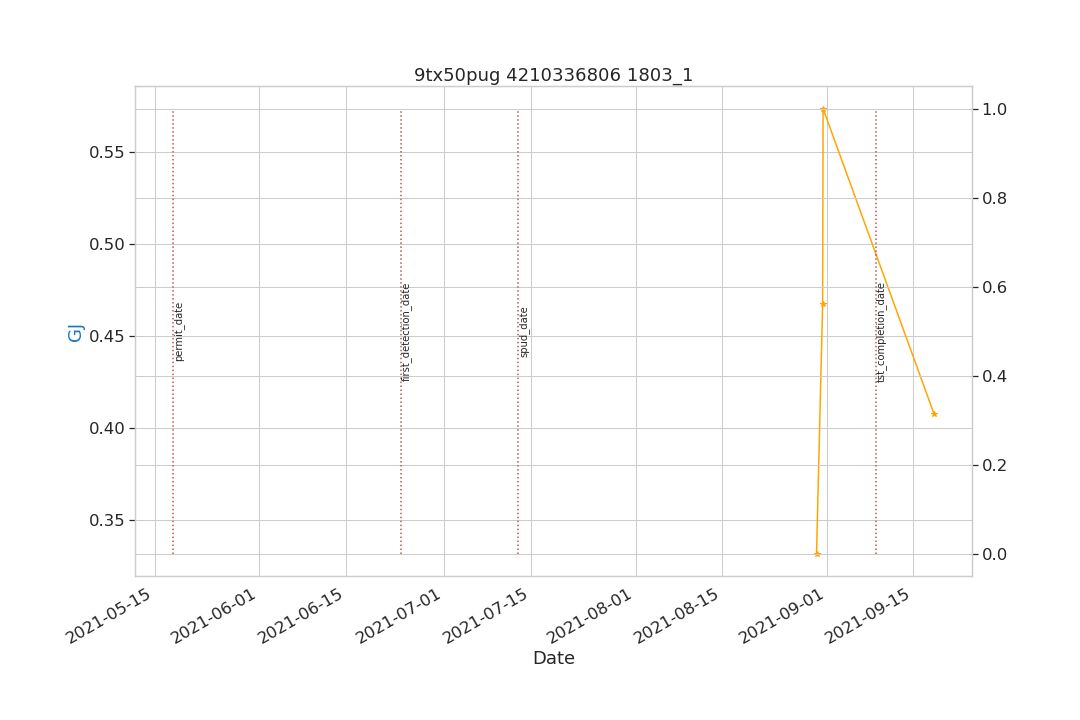 9tx50pug 4210336806 1803_1
GJ
0.55
0.50
0.45
0.40
0.35
1.0
0.8
0.6
0.4
0.2
0.0
permit_date
first_detection_date
spud_date
tst_completion_date
2021-05-15
2021-06-01
2021-06-15
2021-07-01
2021-07-15
2021-08-01
2021-08-15
2021-09-01
2021-09-15
Date